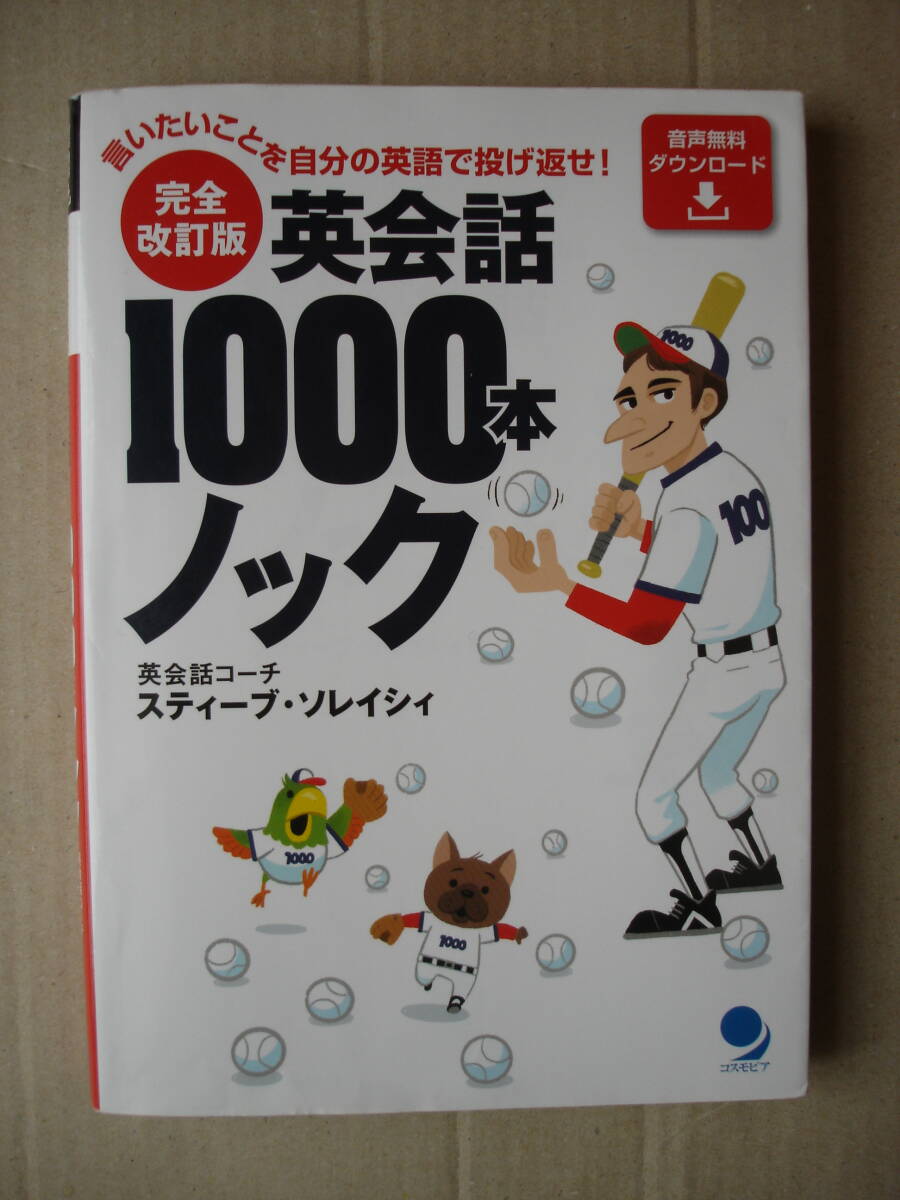 言いたいことを自分の英語で投げ返せ!
音声無料
ダウンロード
完全
改訂版
英会話
1000本
ノック
英会話コーチ
スティーブ・ソレイシィ
1000
100
1000
1000
コスモピア